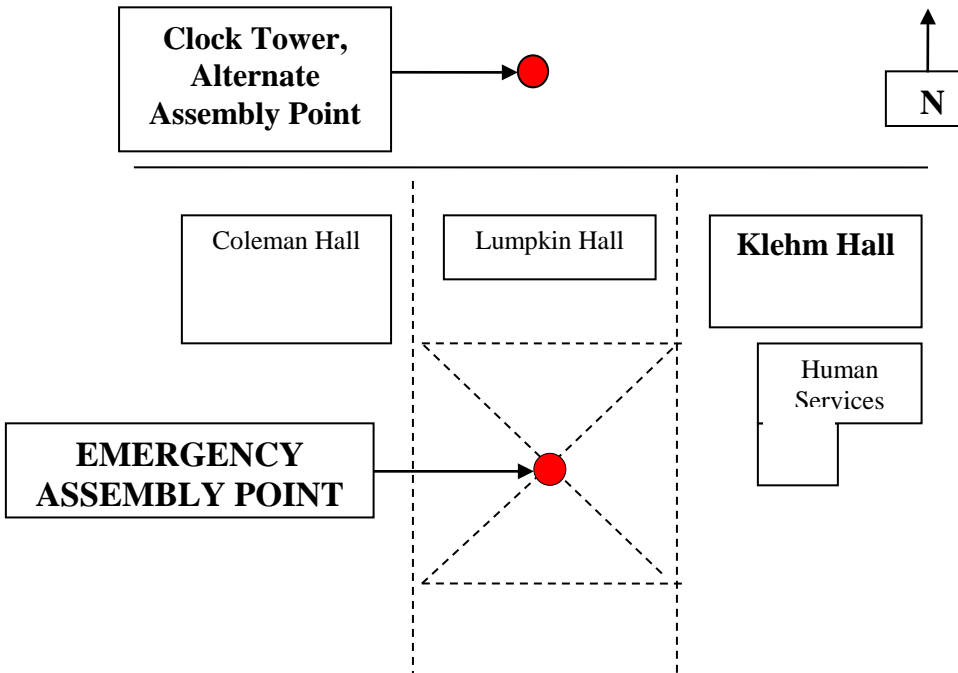 Clock Tower,
Alternate
Assembly Point
N
Coleman Hall
Lumpkin Hall
Klehm Hall
Human
Services
EMERGENCY
ASSEMBLY POINT